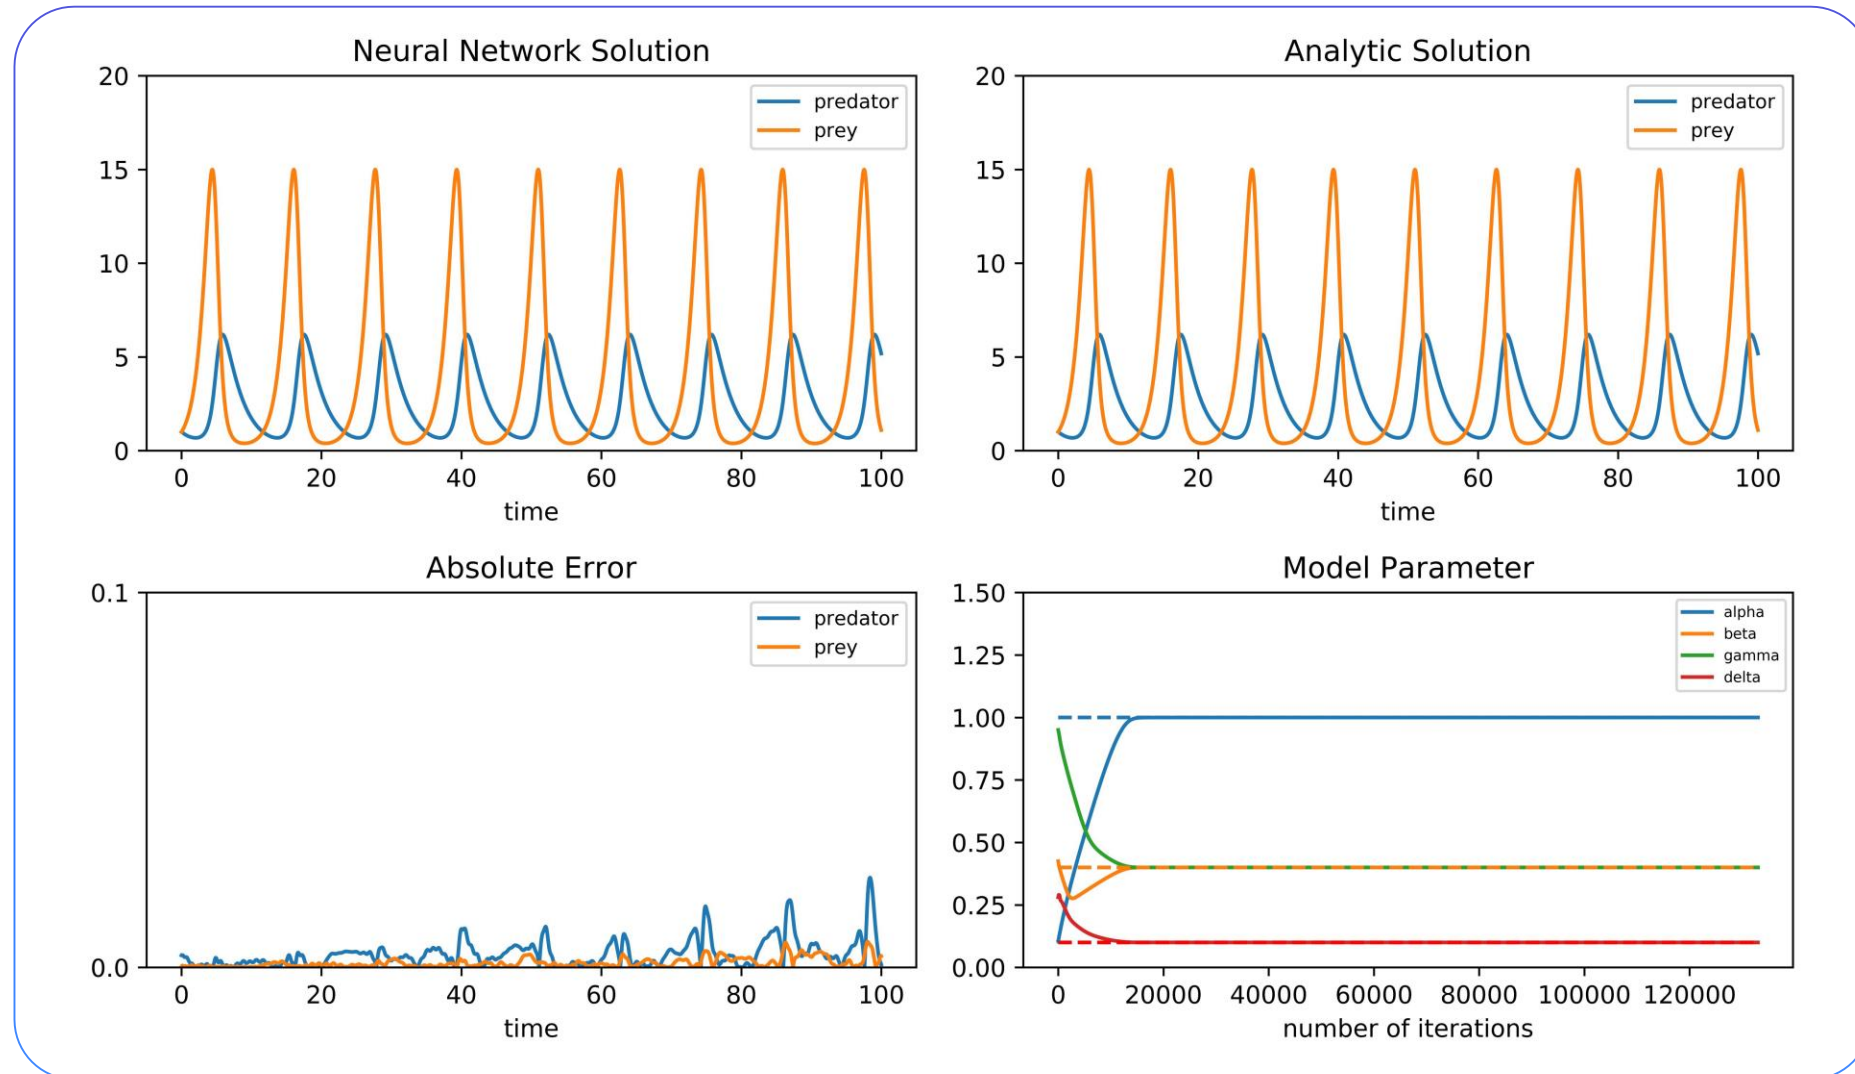 Neural Network Solution
20
15
10
5
0
predator
prey
0 20 40 60 80 100
time
Analytic Solution
20
15
10
5
0
predator
prey
0 20 40 60 80 100
time
Absolute Error
0.1
0.0
predator
prey
0 20 40 60 80 100
time
Model Parameter
1.50
1.25
1.00
0.75
0.50
0.25
0.00
alpha
beta
gamma
delta
0 20000 40000 60000 80000 100000 120000
number of iterations